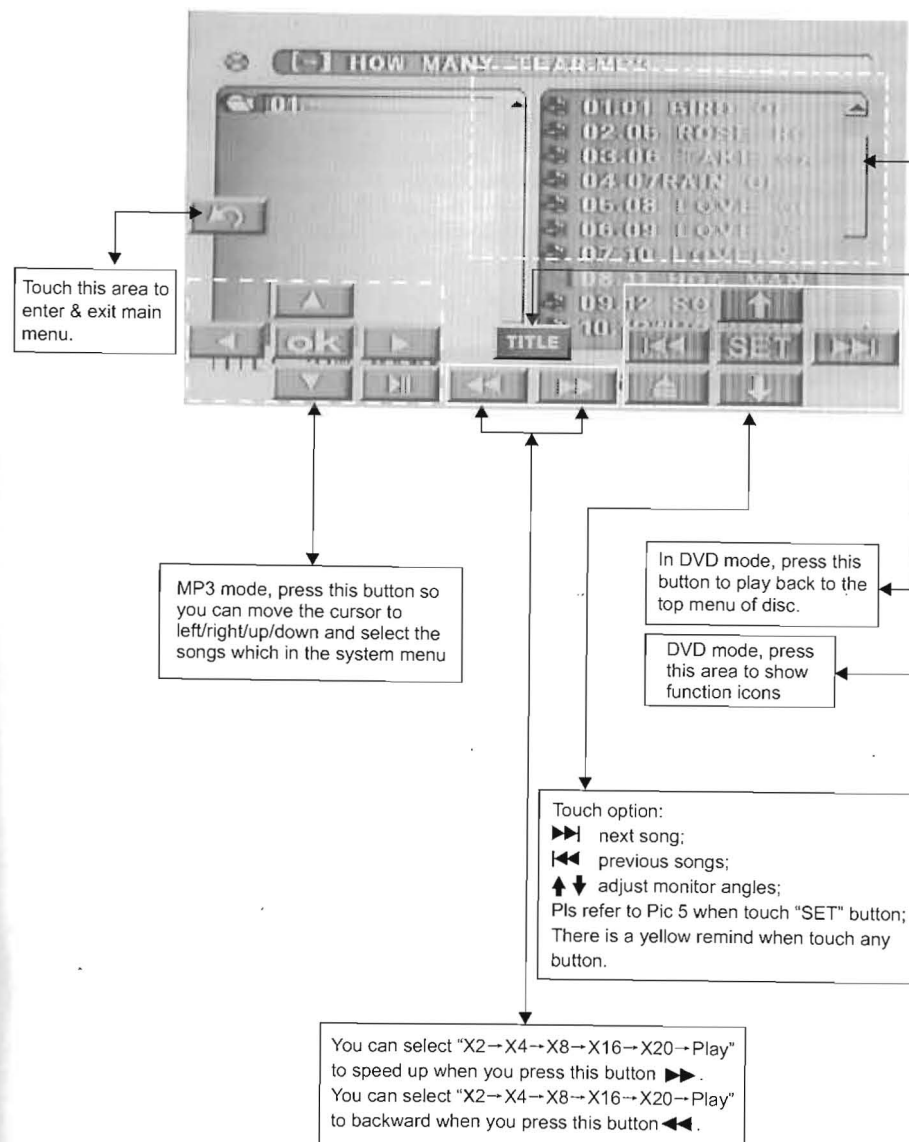 HOW MANY
01
01.01 BIRD O
02.05 ROSE
03.06 TAKE
04.07RAIN O
05.08 LOVE
06.09 LOVE
07.10 LOVE
MAN
09.12 SO
10.
ok
TITLE
SET
Touch this area to
enter & exit main
menu.
MP3 mode, press this button so
you can move the cursor to
left/right/up/down and select the
songs which in the system menu
In DVD mode, press this
button to play back to the
top menu of disc.
DVD mode, press
this area to show
function icons
Touch option:
next song;
previous songs;
adjust monitor angles;
Pls refer to Pic 5 when touch "SET" button;
There is a yellow remind when touch any
button.
You can select "X2→X4→X8→X16→X20→Play"
to speed up when you press this button ▶▶.
You can select "X2→X4→X8→X16→X20→Play"
to backward when you press this button ◀◀.